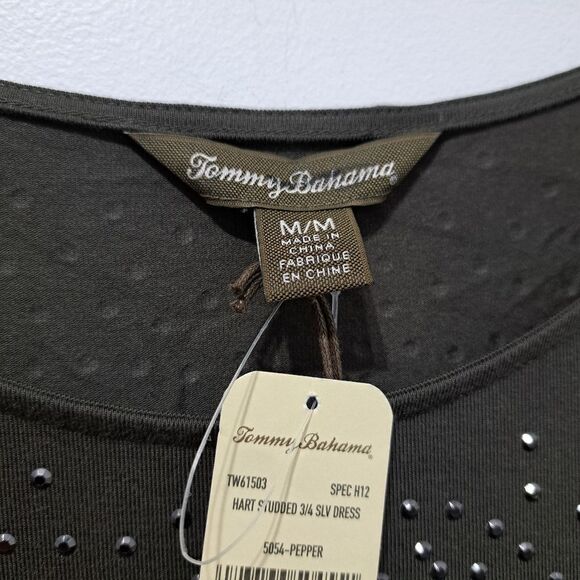 Tommy Bahama®
M/M
MADE IN
CHINA
FABRIQUE
EN CHINE
Tommy Bahama®
TW61503 SPEC H12
HART STUDDED 3/4 SLV DRESS
5054-PEPPER